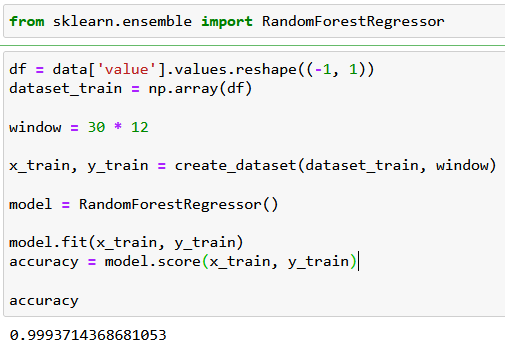 from sklearn.ensemble import RandomForestRegressor
df = data['value'].values.reshape((-1, 1))
dataset_train = np.array(df)
window = 30 * 12
x_train, y_train = create_dataset(dataset_train, window)
model = RandomForestRegressor()
model.fit(x_train, y_train)
accuracy = model.score(x_train, y_train)
accuracy
0.9993714368681053